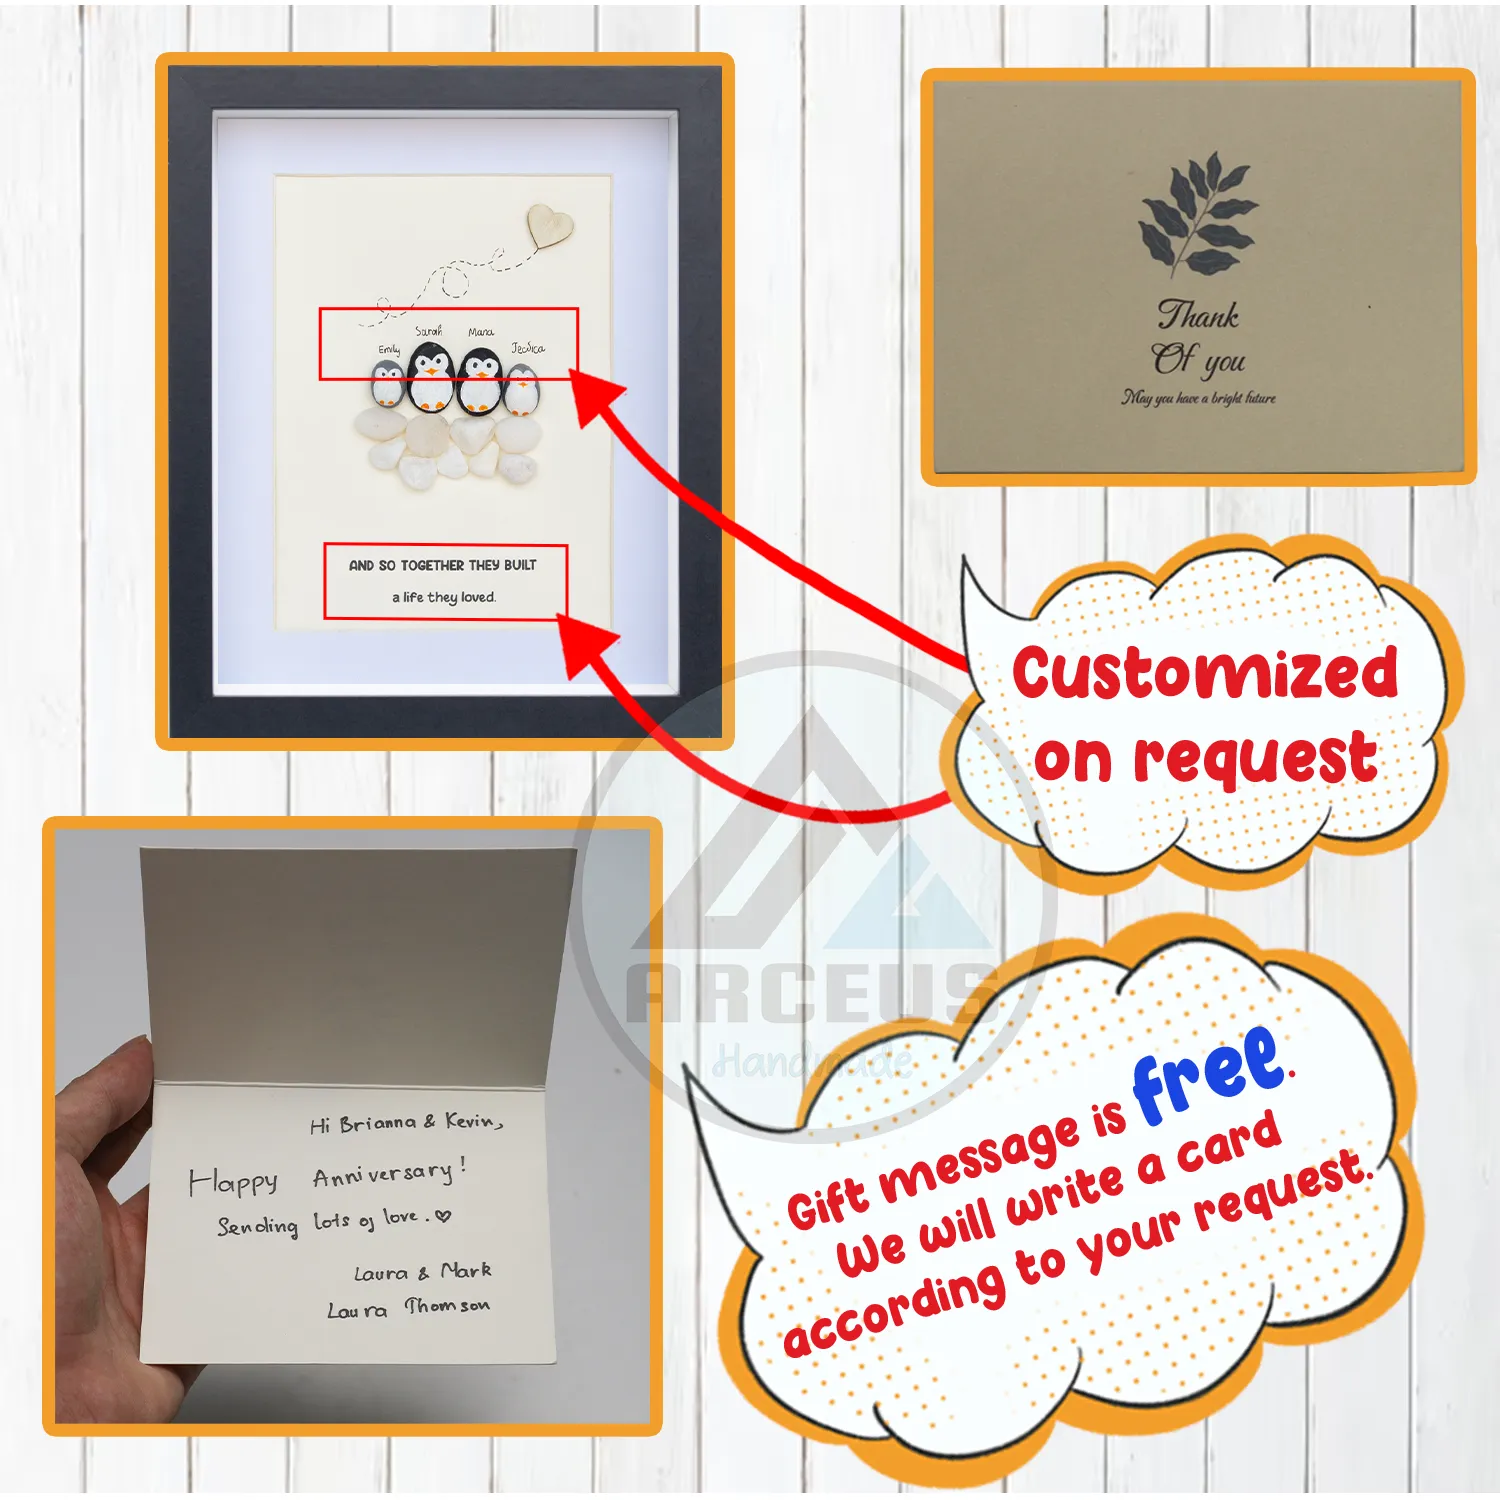 Sarah
Mana
Emily
Jessica
AND SO TOGETHER THEY BUILT
a life they loved.
Thank
Of you
May you have a bright future
Customized
on request
ARCEUS
Handmade
Hi Brianna & Kevin,
Happy Anniversary!
Sending lots of love. ♡
Laura & Mark
Laura Thomson
Gift message is free.
We will write a card
according to your request.